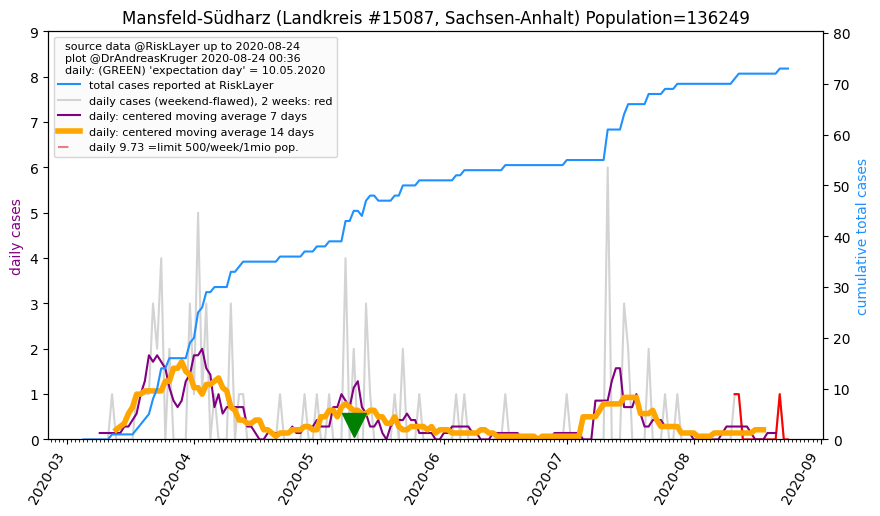 Mansfeld-Südharz (Landkreis #15087, Sachsen-Anhalt) Population=136249
source data @RiskLayer up to 2020-08-24
plot @DrAndreasKruger 2020-08-24 00:36
daily: (GREEN) 'expectation day' = 10.05.2020
total cases reported at RiskLayer
daily cases (weekend-flawed), 2 weeks: red
daily: centered moving average 7 days
daily: centered moving average 14 days
daily 9.73 =limit 500/week/1mio pop.
daily cases
9
8
7
6
5
4
3
2
1
0
cumulative total cases
80
70
60
50
40
30
20
10
0
2020-03
2020-04
2020-05
2020-06
2020-07
2020-08
2020-09